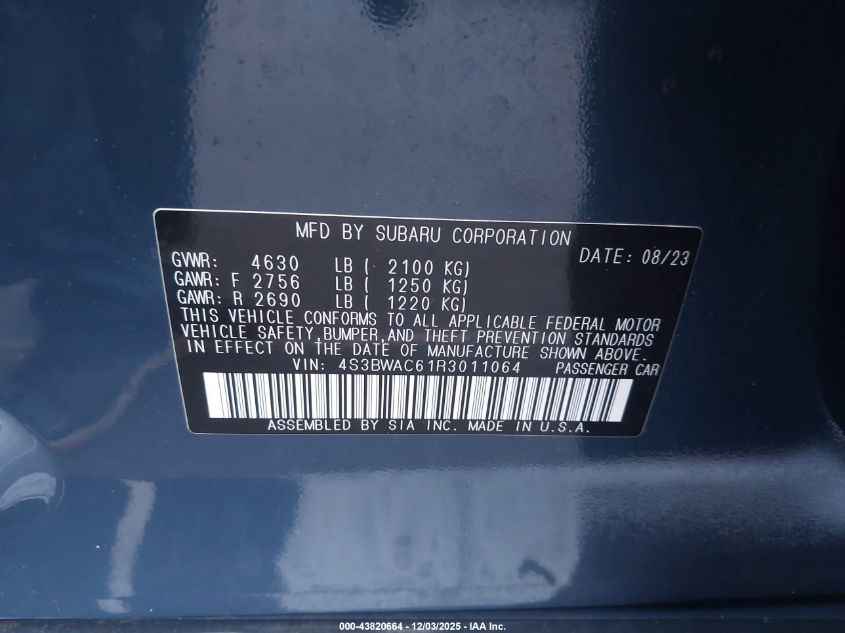 MFD BY SUBARU CORPORATION
DATE: 08/23
GVWR: 4630 LB ( 2100 KG)
GAWR: F 2756 LB ( 1250 KG)
GAWR: R 2690 LB ( 1220 KG)
THIS VEHICLE CONFORMS TO ALL APPLICABLE FEDERAL MOTOR
VEHICLE SAFETY,BUMPER,AND THEFT PREVENTION STANDARDS
IN EFFECT ON THE DATE OF MANUFACTURE SHOWN ABOVE.
VIN: 4S3BWAC61R3011064 PASSENGER CAR
ASSEMBLED BY SIA INC. MADE IN U.S.A.
000-43820664 - 12/03/2025 - IAA Inc.